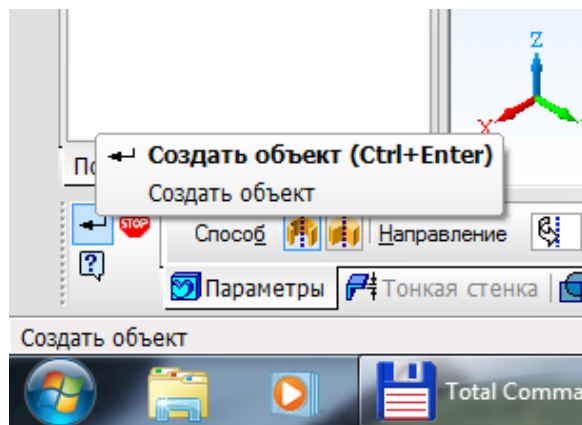 Z
X
По
Создать объект (Ctrl+Enter)
Создать объект
STOP
Способ
Направление
Параметры
Тонкая стенка
Создать объект
Total Comma